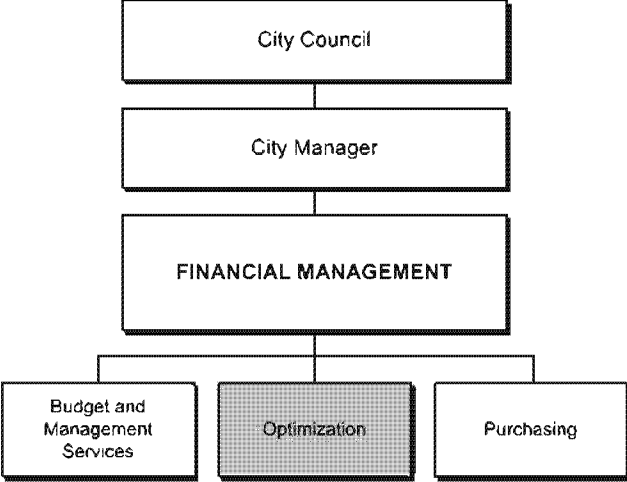 City Council
City Manager
FINANCIAL MANAGEMENT
Budget and
Management
Services
Optimization
Purchasing